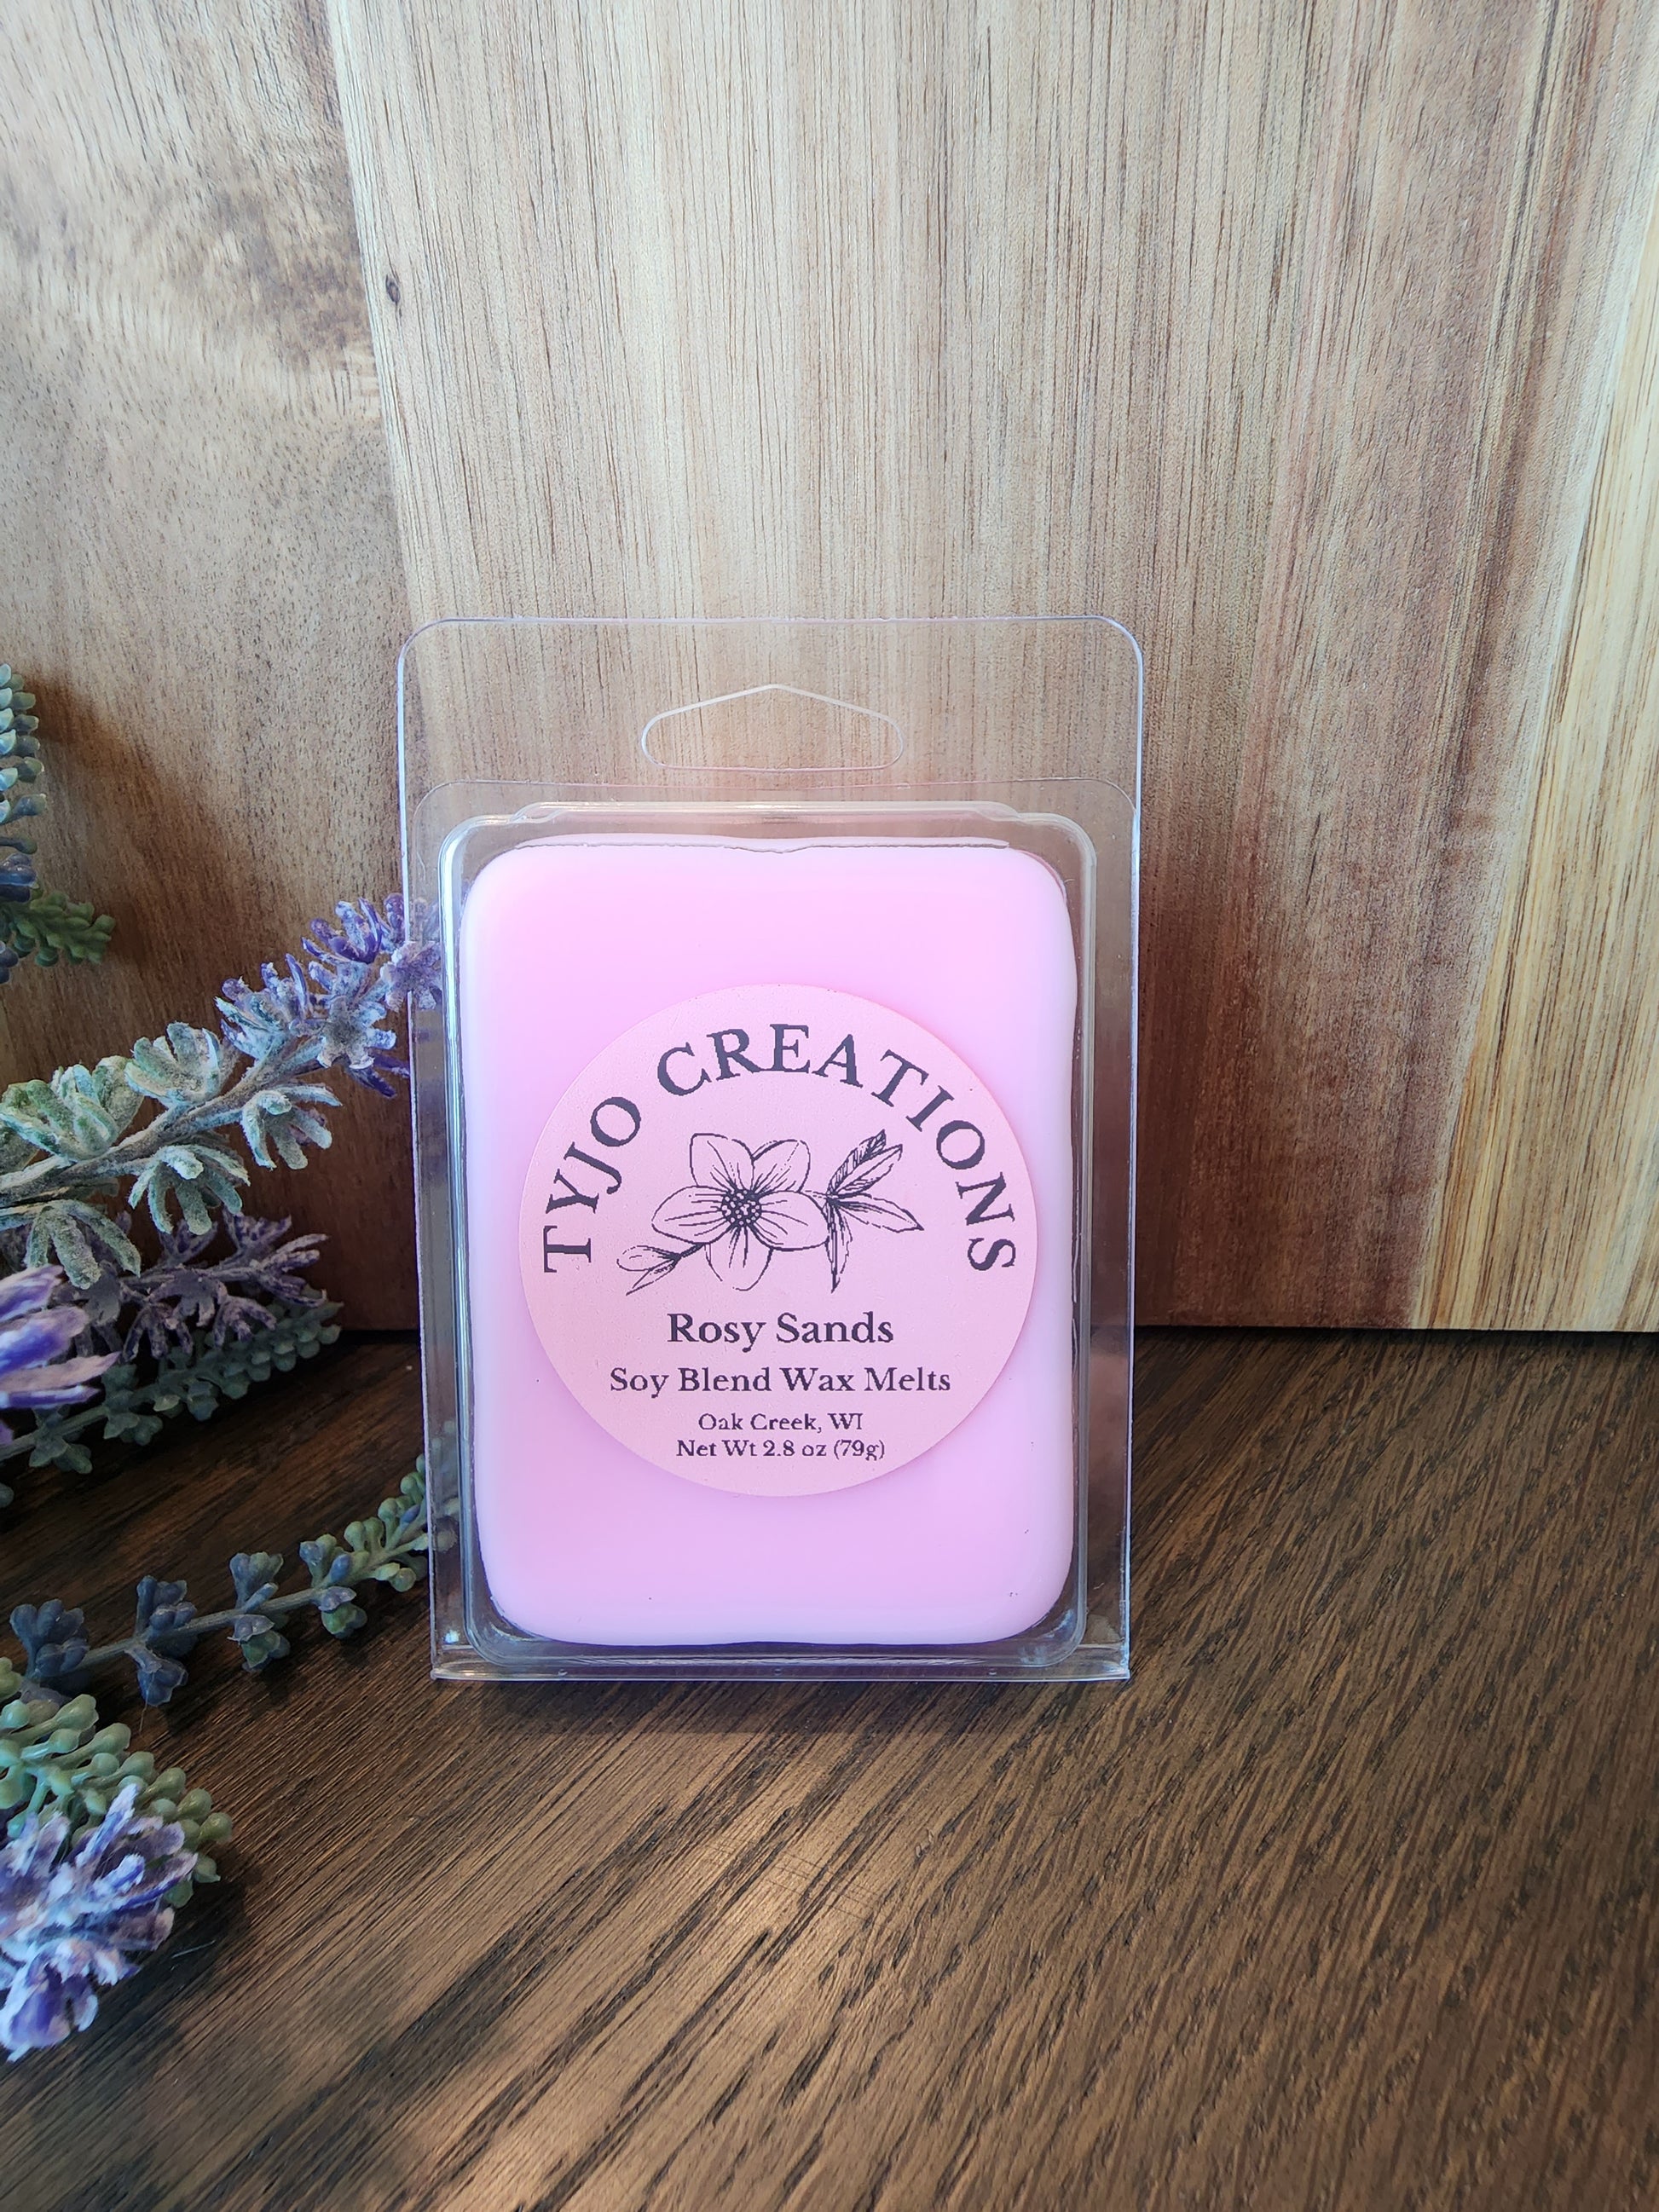 TYJO CREATIONS
Rosy Sands
Soy Blend Wax Melts
Oak Creek, WI
Net Wt 2.8 oz (79g)